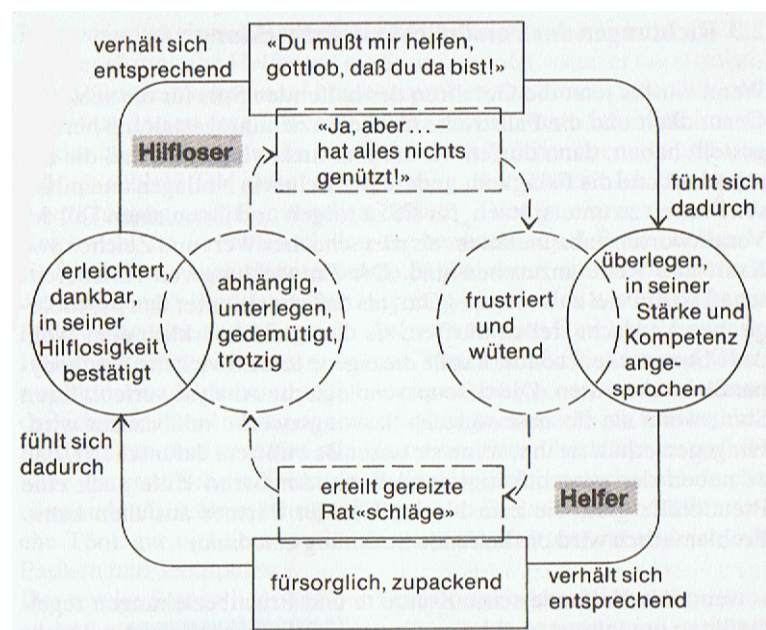 verhält sich
entsprechend
«Du mußt mir helfen,
gottlob, daß du da bist!»
Hilfloser
«Ja, aber...–
hat alles nichts
genützt!»
fühlt sich
dadurch
erleichtert,
dankbar,
in seiner
Hilflosigkeit
bestätigt
abhängig,
unterlegen,
gedemütigt,
trotzig
frustriert
und
wütend
überlegen,
in seiner
Stärke und
Kompetenz
ange-
sprochen
fühlt sich
dadurch
erteilt gereizte
Rat«schläge»
Helfer
fürsorglich, zupackend
verhält sich
entsprechend